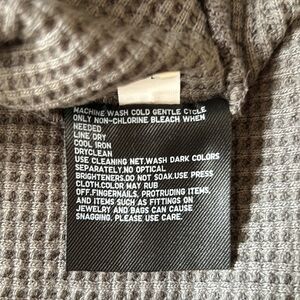 MACHINE WASH COLD GENTLE CYCLE
ONLY NON-CHLORINE BLEACH WHEN
NEEDED
LINE DRY
COOL IRON
DRYCLEAN
USE CLEANING NET.WASH DARK COLORS
SEPARATELY.NO OPTICAL
BRIGHTENERS.DO NOT SOAK.USE PRESS
CLOTH.COLOR MAY RUB
OFF.FINGERNAILS, PROTRUDING ITEMS,
AND ITEMS SUCH AS FITTINGS ON
JEWELRY AND BAGS CAN CAUSE
SNAGGING. PLEASE USE CARE.